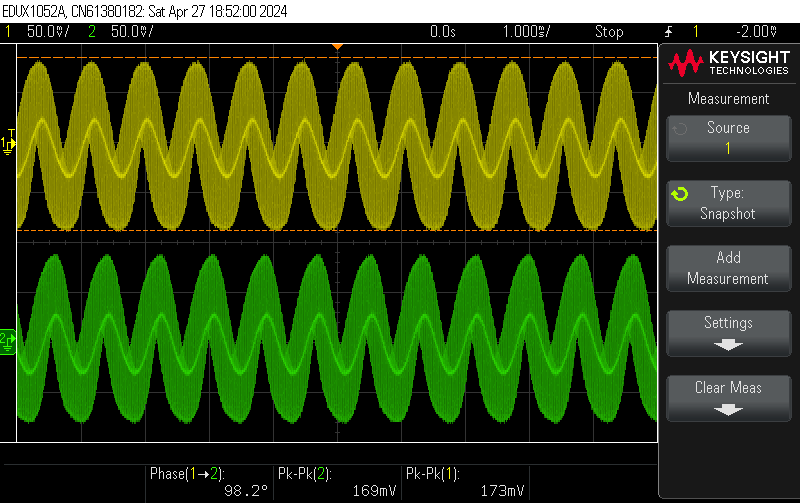 EDUX1052A, CN61380182: Sat Apr 27 18:52:00 2024
1 50.0V/ 2 50.0V/ 0.0s 1.000s/ Stop 1 -2.00V
KEYSIGHT
TECHNOLOGIES
Measurement
Source
1
Type:
Snapshot
Add
Measurement
Settings
Clear Meas
T
1
2
Phase(1→2): Pk-Pk(2): Pk-Pk(1):
98.2° 169mV 173mV